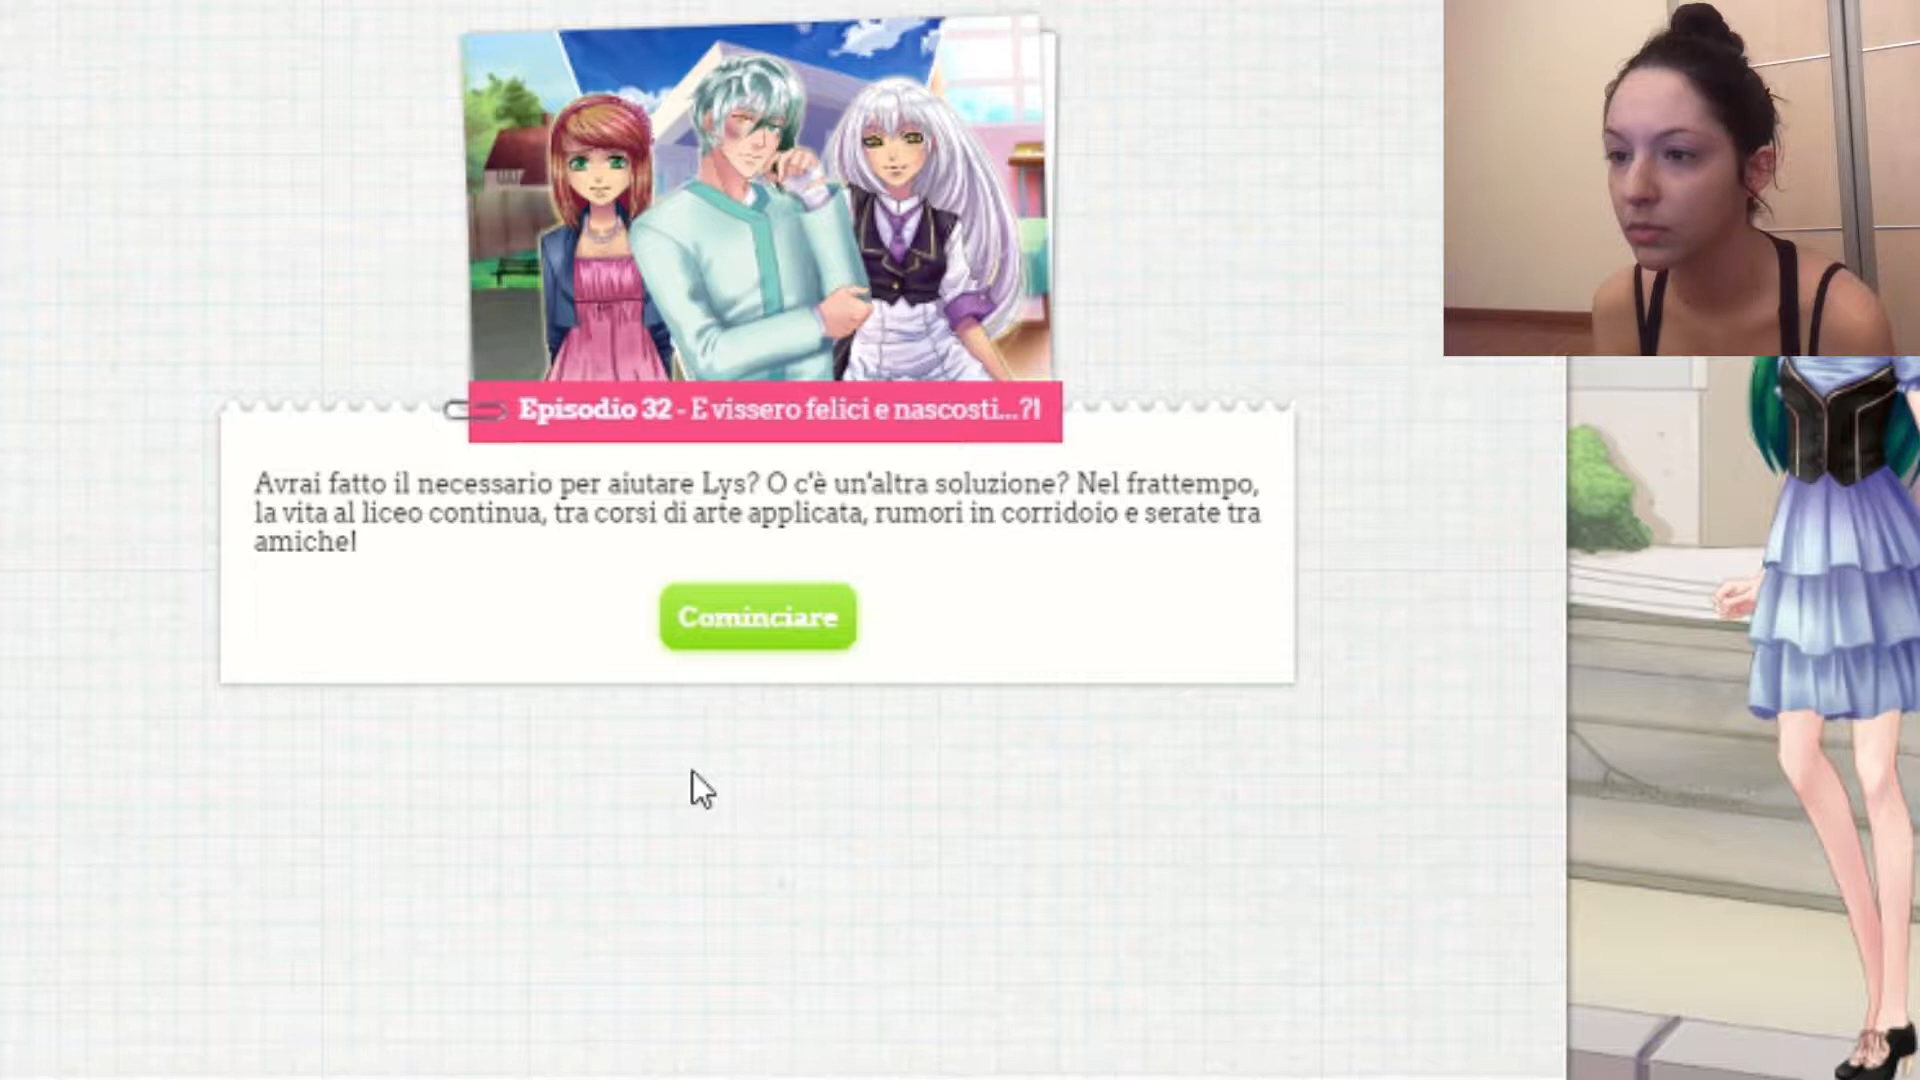 Episodio 32 - E vissero felici e nascosti...?!
Avrai fatto il necessario per aiutare Lys? O c'è un'altra soluzione? Nel frattempo,
la vita al liceo continua, tra corsi di arte applicata, rumori in corridoio e serate tra
amiche!
Cominciare